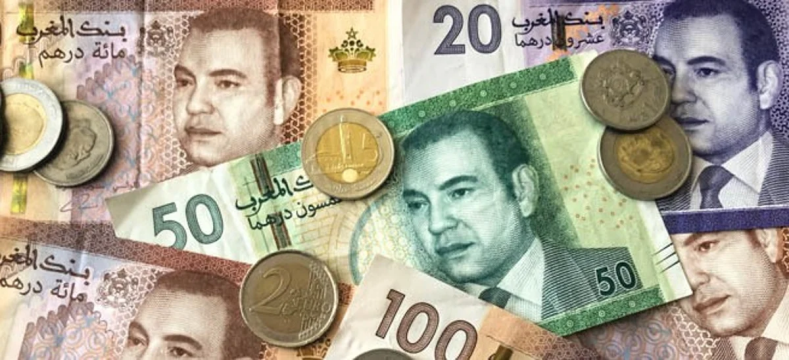 بنك المغرب
مائة درهم
20
بنك المغرب
عشرون درهما
50
بنك المغرب
خمسون درهما
50
بنك المغرب
مائة درهم
2
100